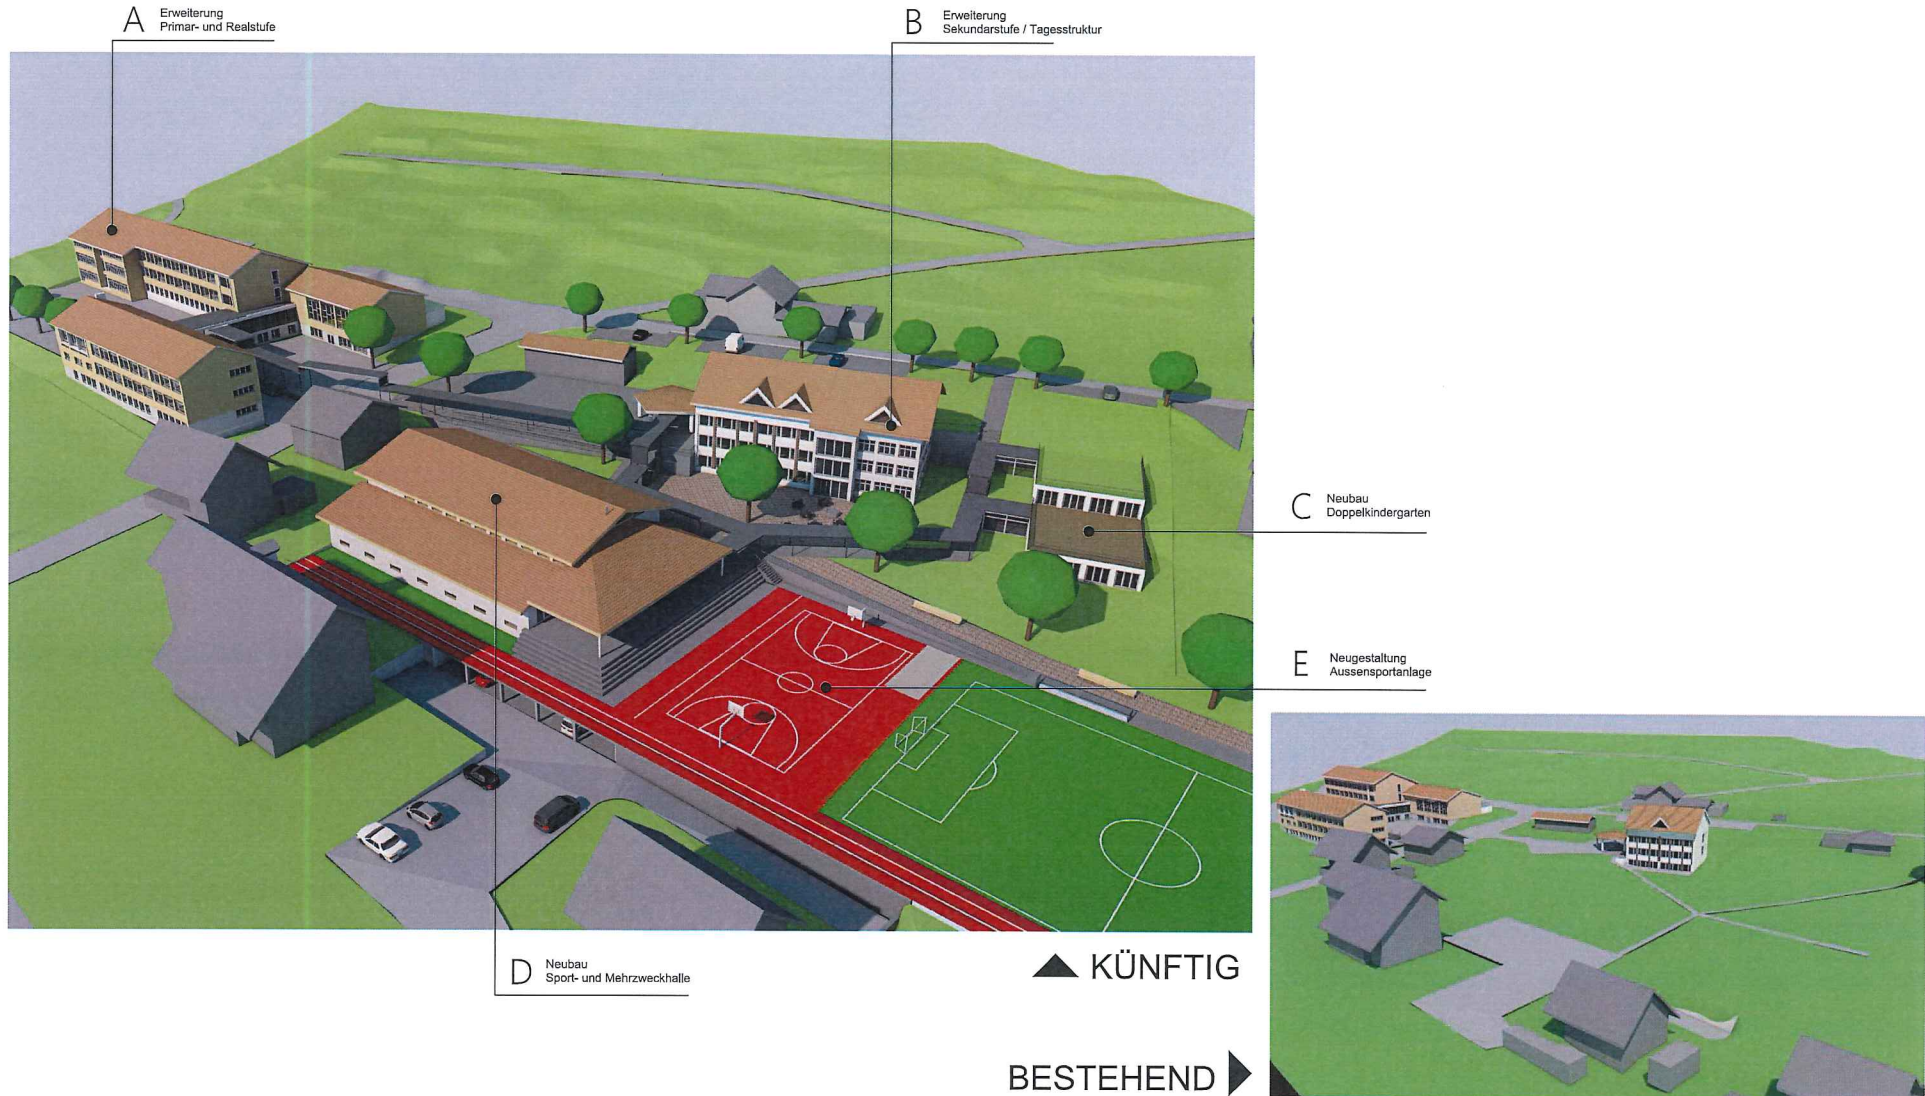 A
Erweiterung
Primar- und Realstufe
B
Erweiterung
Sekundarstufe / Tagesstruktur
C
Neubau
Doppelkindergarten
E
Neugestaltung
Aussensportanlage
D
Neubau
Sport- und Mehrzweckhalle
KÜNFTIG
BESTEHEND